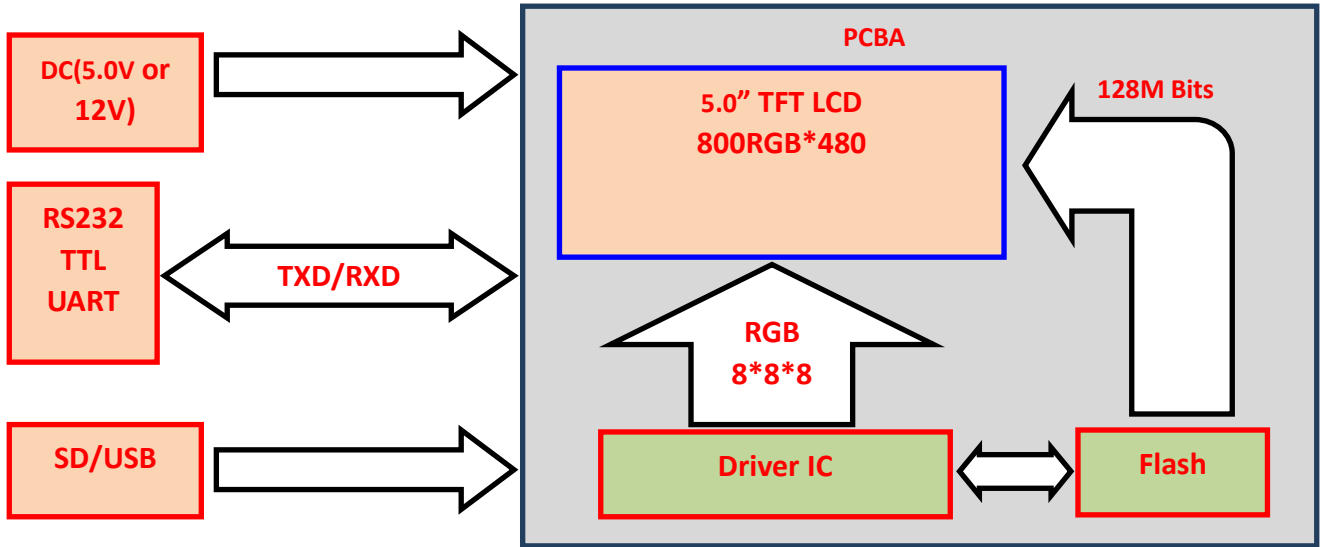 DC(5.0V or
12V)
RS232
TTL
UART
TXD/RXD
SD/USB
PCBA
5.0” TFT LCD
800RGB*480
128M Bits
RGB
8*8*8
Driver IC
Flash